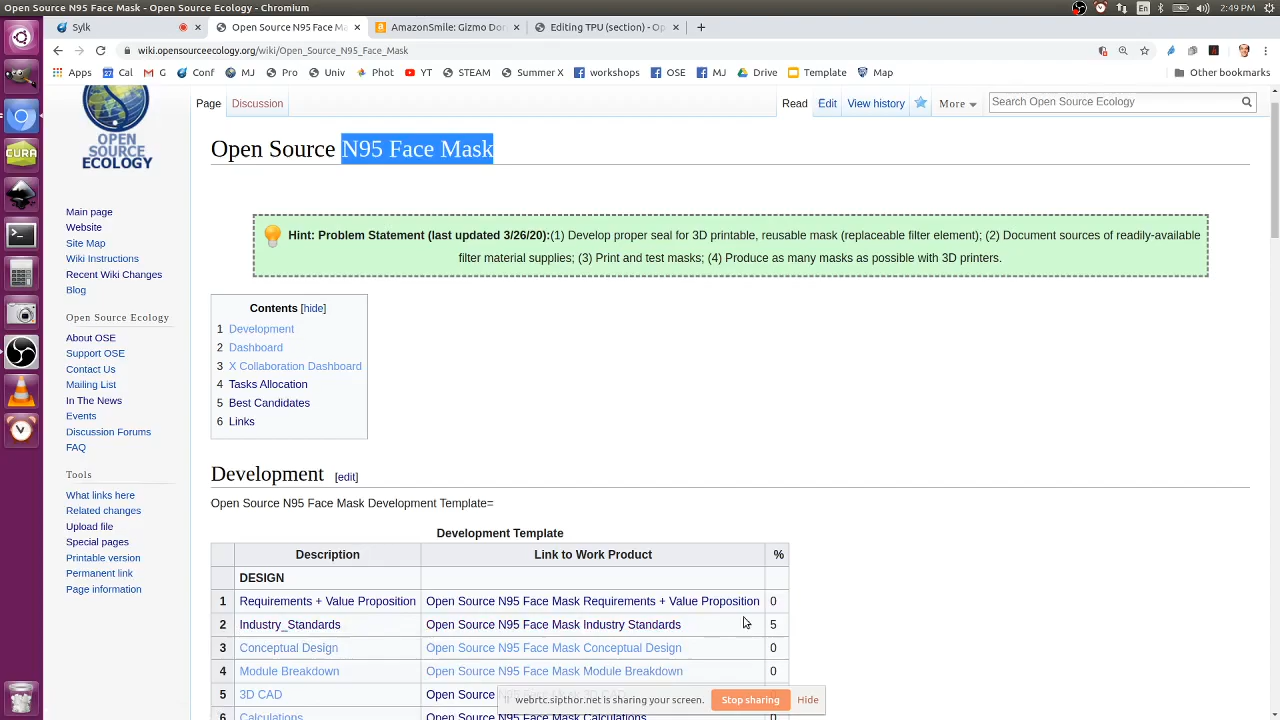 Open Source N95 Face Mask - Open Source Ecology - Chromium
En
2:49 PM
Sylk
Open Source N95 Face Ma
AmazonSmile: Gizmo Dor
Editing TPU (section) - Op
wiki.opensourceecology.org/wiki/Open_Source_N95_Face_Mask
Apps
Cal
G
Conf
MJ
Pro
Univ
Phot
YT
STEAM
Summer X
workshops
OSE
MJ
Drive
Template
Map
Other bookmarks
Page
Discussion
Read
Edit
View history
More
Search Open Source Ecology
OPEN
SOURCE
ECOLOGY
CURA
Open Source N95 Face Mask
Main page
Website
Site Map
Wiki Instructions
Recent Wiki Changes
Blog
Open Source Ecology
About OSE
Support OSE
Contact Us
Mailing List
In The News
Events
Discussion Forums
FAQ
Tools
What links here
Related changes
Upload file
Special pages
Printable version
Permanent link
Page information
Hint: Problem Statement (last updated 3/26/20):(1) Develop proper seal for 3D printable, reusable mask (replaceable filter element); (2) Document sources of readily-available
filter material supplies; (3) Print and test masks; (4) Produce as many masks as possible with 3D printers.
Contents [hide]
1 Development
2 Dashboard
3 X Collaboration Dashboard
4 Tasks Allocation
5 Best Candidates
6 Links
Development [edit]
Open Source N95 Face Mask Development Template=
Development Template
Description Link to Work Product %
DESIGN
1 Requirements + Value Proposition Open Source N95 Face Mask Requirements + Value Proposition 0
2 Industry_Standards Open Source N95 Face Mask Industry Standards 5
3 Conceptual Design Open Source N95 Face Mask Conceptual Design 0
4 Module Breakdown Open Source N95 Face Mask Module Breakdown 0
5 3D CAD Open Source
6 Calculations Open Source N95 Face Mask Calculations 0
webrtc.sipthor.net is sharing your screen.
Stop sharing
Hide